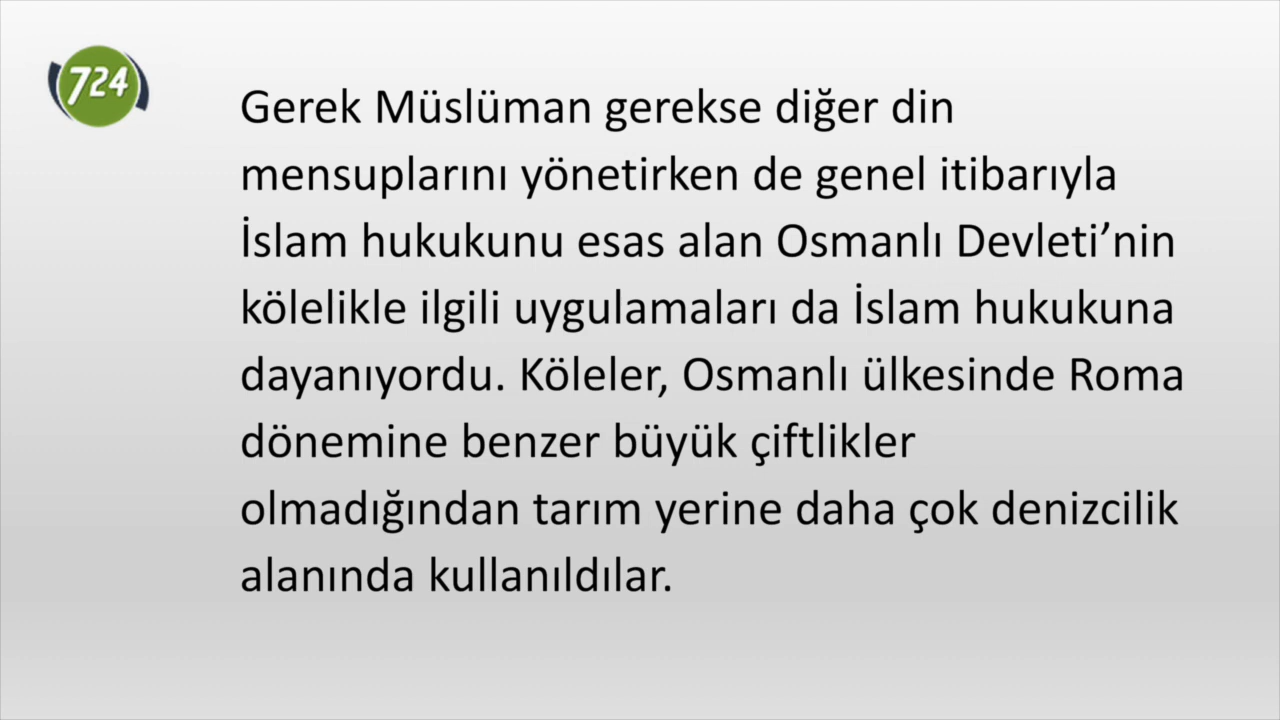 724
Gerek Müslüman gerekse diğer din
mensuplarını yönetirken de genel itibarıyla
İslam hukukunu esas alan Osmanlı Devleti’nin
kölelikle ilgili uygulamaları da İslam hukukuna
dayanıyordu. Köleler, Osmanlı ülkesinde Roma
dönemine benzer büyük çiftlikler
olmadığından tarım yerine daha çok denizcilik
alanında kullanıldılar.